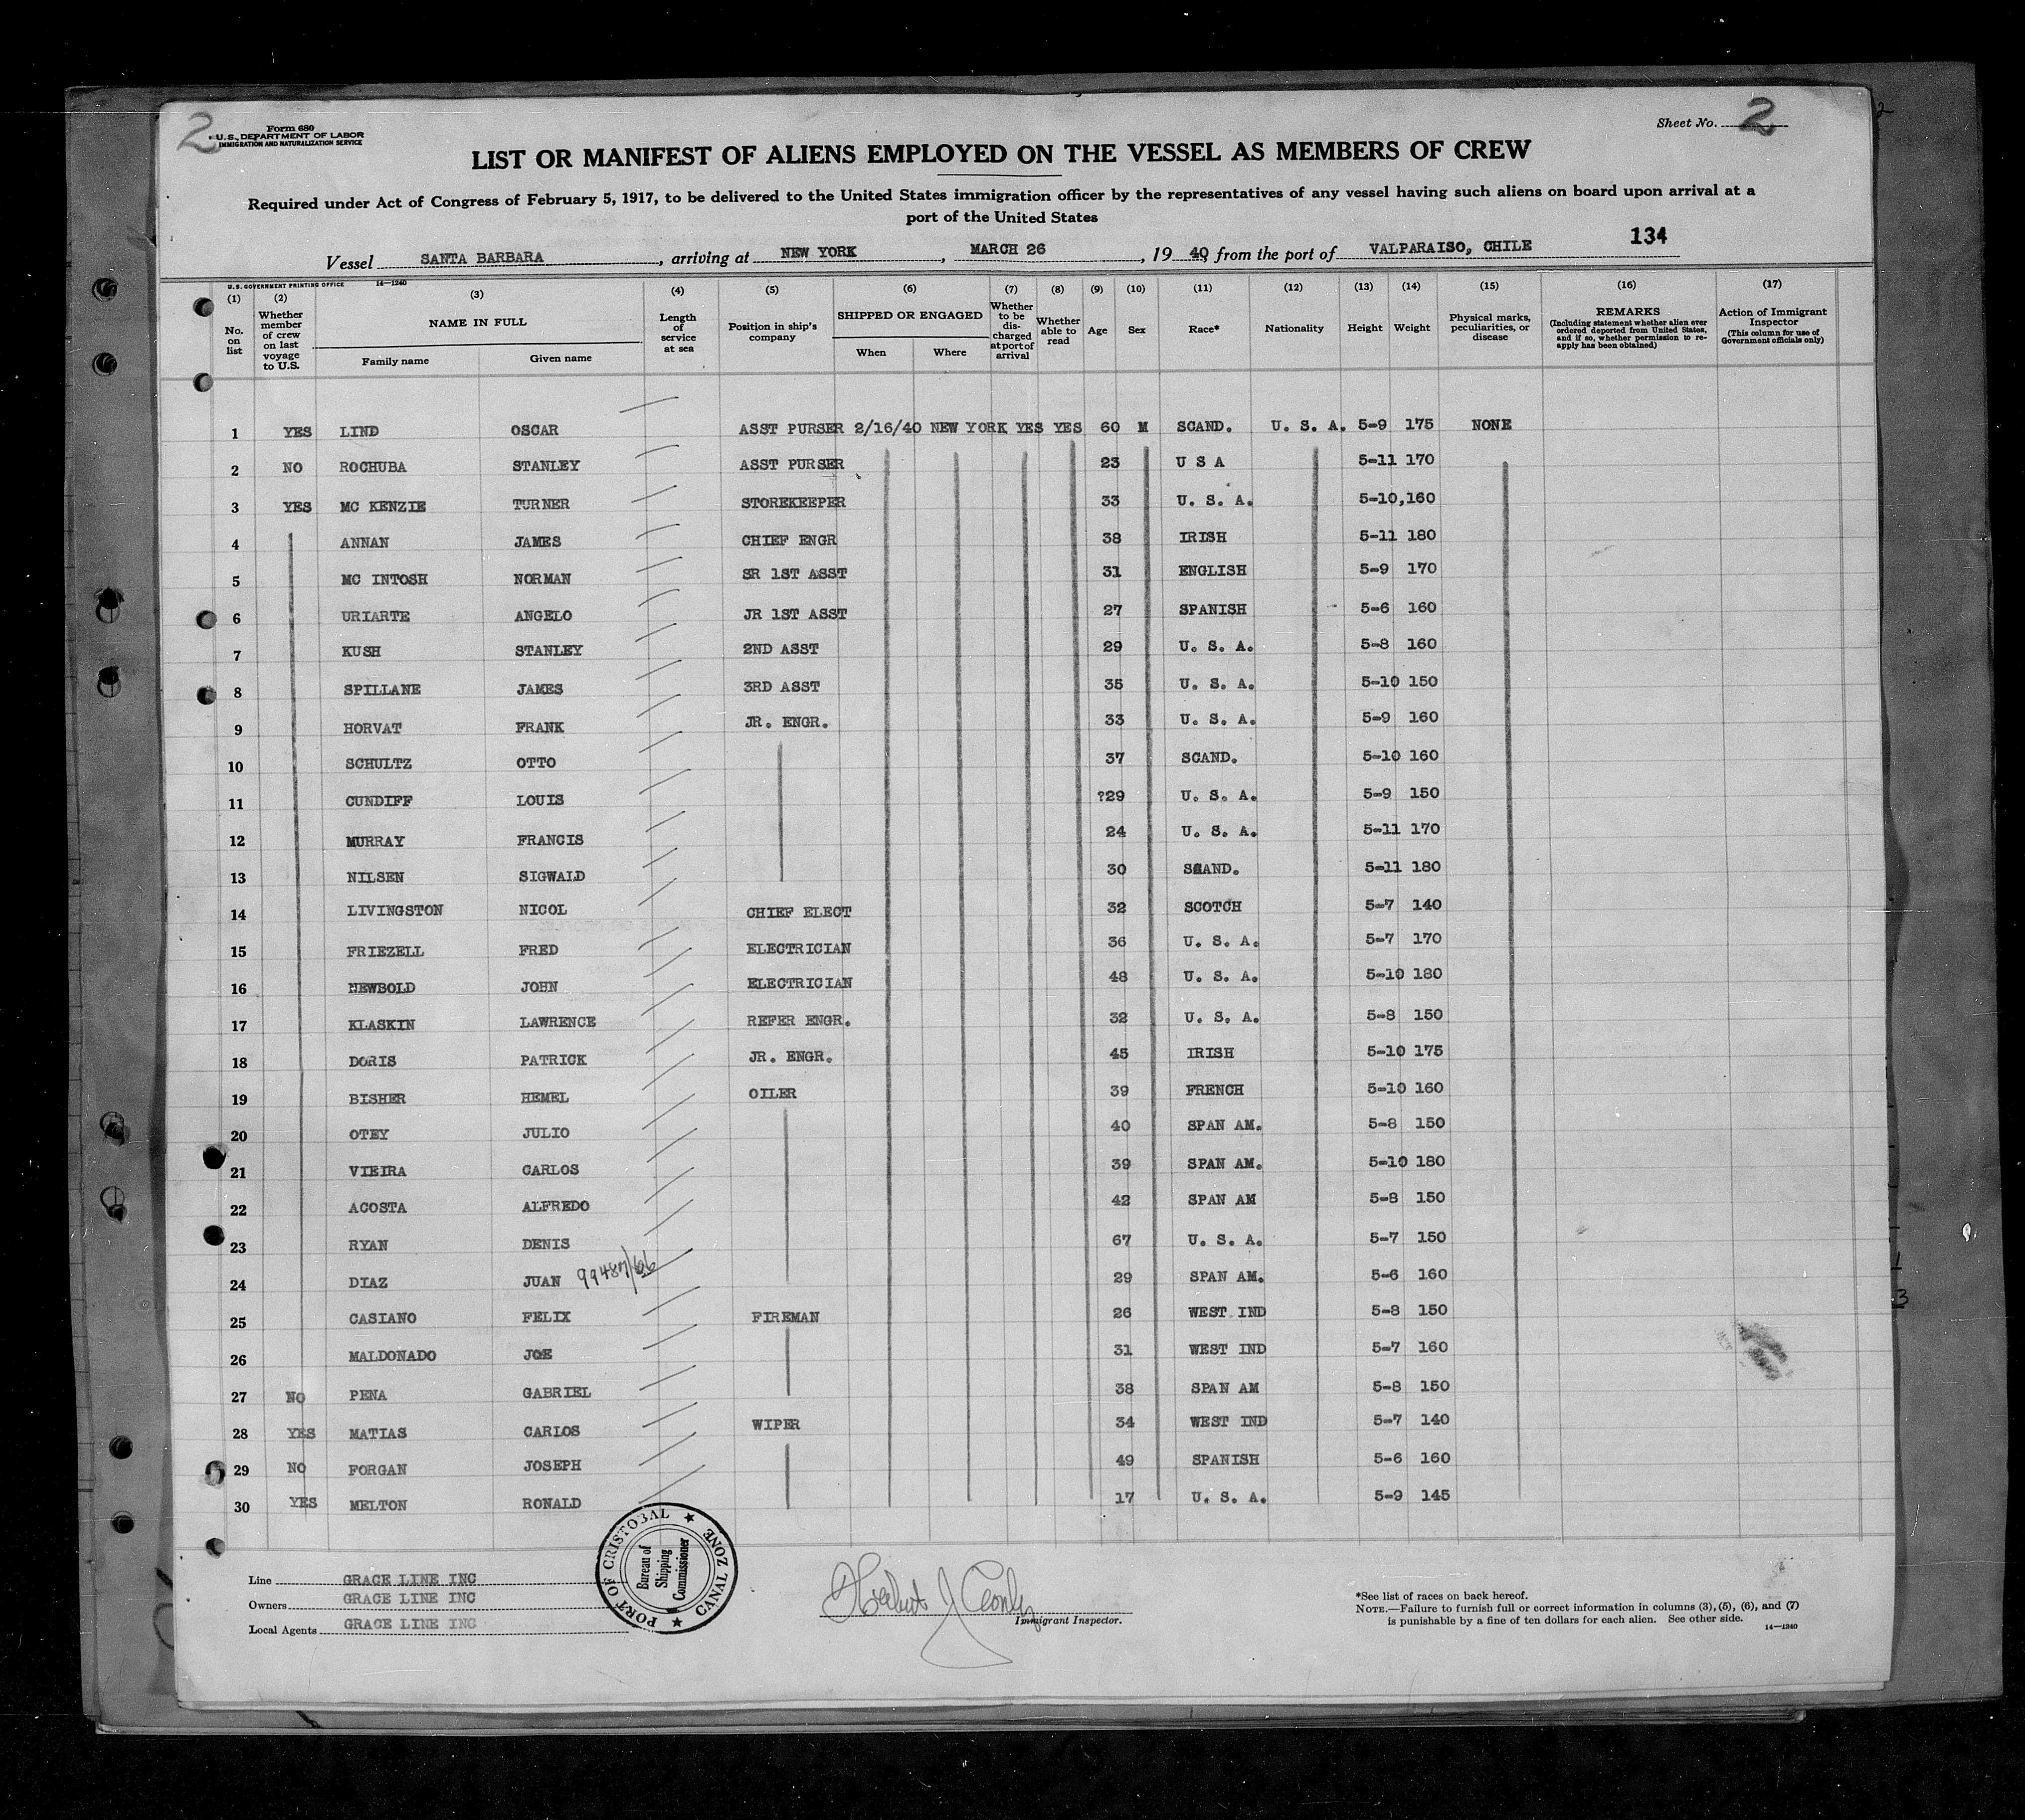 2
Form 680
U.S. DEPARTMENT OF LABOR
IMMIGRATION AND NATURALIZATION SERVICE
Sheet No. 2
LIST OR MANIFEST OF ALIENS EMPLOYED ON THE VESSEL AS MEMBERS OF CREW
Required under Act of Congress of February 5, 1917, to be delivered to the United States immigration officer by the representatives of any vessel having such aliens on board upon arrival at a
port of the United States
134
Vessel SANTA BARBARA, arriving at NEW YORK, MARCH 26, 1940, from the port of VALPARAISO, CHILE
U.S. GOVERNMENT PRINTING OFFICE 14—1240
(1) (2) (3) (4) (5) (6) (7) (8) (9) (10) (11) (12) (13) (14) (15) (16) (17)
No. on list
Whether member of crew on last voyage to U.S.
NAME IN FULL
Family name
Given name
Length of service at sea
Position in ship's company
SHIPPED OR ENGAGED
When
Where
Whether to be discharged at port of arrival
Whether able to read
Age
Sex
Race*
Nationality
Height
Weight
Physical marks, peculiarities, or disease
REMARKS
(Including statement whether alien ever ordered deported from United States, and if so, whether permission to re-apply has been obtained)
Action of Immigrant Inspector
(This column for use of Government officials only)
1 YES LIND OSCAR ASST PURSER 2/16/40 NEW YORK YES YES 60 M SCAND. U. S. A. 5-9 175 NONE
2 NO ROCHUBA STANLEY ASST PURSER 23 U S A 5-11 170
3 YES MC KENZIE TURNER STOREKEEPER 33 U. S. A. 5-10,160
4 ANNAN JAMES CHIEF ENGR 38 IRISH 5-11 180
5 MC INTOSH NORMAN SR 1ST ASST 31 ENGLISH 5-9 170
6 URIARTE ANGELO JR 1ST ASST 27 SPANISH 5-6 160
7 KUSH STANLEY 2ND ASST 29 U. S. A. 5-8 160
8 SPILLANE JAMES 3RD ASST 35 U. S. A. 5-10 150
9 HORVAT FRANK JR. ENGR. 33 U. S. A. 5-9 160
10 SCHULTZ OTTO 37 SCAND. 5-10 160
11 CUNDIFF LOUIS ?29 U. S. A. 5-9 150
12 MURRAY FRANCIS 24 U. S. A. 5-11 170
13 NILSEN SIGWALD 30 SCAND. 5-11 180
14 LIVINGSTON NICOL CHIEF ELECT 32 SCOTCH 5-7 140
15 FRIEZELL FRED ELECTRICIAN 36 U. S. A. 5-7 170
16 NEWBOLD JOHN ELECTRICIAN 48 U. S. A. 5-10 180
17 KLASKIN LAWRENCE REFER ENGR. 32 U. S. A. 5-8 150
18 DORIS PATRICK JR. ENGR. 45 IRISH 5-10 175
19 BISHER HEMEL OILER 39 FRENCH 5-10 160
20 OTEY JULIO 40 SPAN AM. 5-8 150
21 VIEIRA CARLOS 39 SPAN AM. 5-10 180
22 ACOSTA ALFREDO 42 SPAN AM 5-8 150
23 RYAN DENIS 67 U. S. A. 5-7 150
24 DIAZ JUAN 99487/66 29 SPAN AM. 5-6 160
25 CASIANO FELIX FIREMAN 26 WEST IND 5-8 150
26 MALDONADO JOE 31 WEST IND 5-7 160
27 NO PENA GABRIEL 38 SPAN AM 5-8 150
28 YES MATIAS CARLOS WIPER 34 WEST IND 5-7 140
29 NO FORGAN JOSEPH 49 SPANISH 5-6 160
30 YES MELTON RONALD 17 U. S. A. 5-9 145
Line GRACE LINE INC
Owners GRACE LINE INC
Local Agents GRACE LINE INC
PORT OF CRISTOBAL ★ CANAL ZONE ★
Bureau of Shipping Commissioner
Immigrant Inspector.
*See list of races on back hereof.
NOTE.—Failure to furnish full or correct information in columns (3), (5), (6), and (7)
is punishable by a fine of ten dollars for each alien. See other side.
14—1240